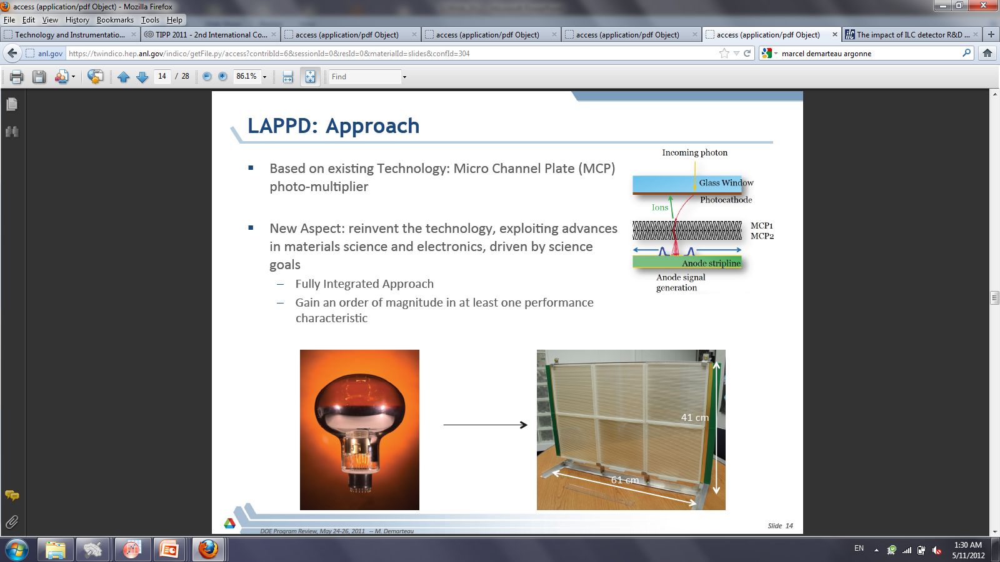 access (application/pdf Object) - Mozilla Firefox
File Edit View History Bookmarks Tools Help
Technology and Instrumentatio...
TIPP 2011 - 2nd International Co...
access (application/pdf Object)
access (application/pdf Object)
access (application/pdf Object)
access (application/pdf Object)
The impact of ILC detector R&D ...
anl.gov
https://twindico.hep.anl.gov/indico/getFile.py/access?contribId=6&sessionId=0&resId=0&materialId=slides&confId=304
marcel demarteau argonne
14 / 28
86.1%
Find
LAPPD: Approach
Based on existing Technology: Micro Channel Plate (MCP)
photo-multiplier
New Aspect: reinvent the technology, exploiting advances
in materials science and electronics, driven by science
goals
– Fully Integrated Approach
– Gain an order of magnitude in at least one performance
characteristic
Incoming photon
Glass Window
Photocathode
Ions
MCP1
MCP2
Anode stripline
Anode signal
generation
41 cm
61 cm
DOE Program Review, May 24-26, 2011 -- M. Demarteau
Slide 14
EN
1:30 AM
5/11/2012